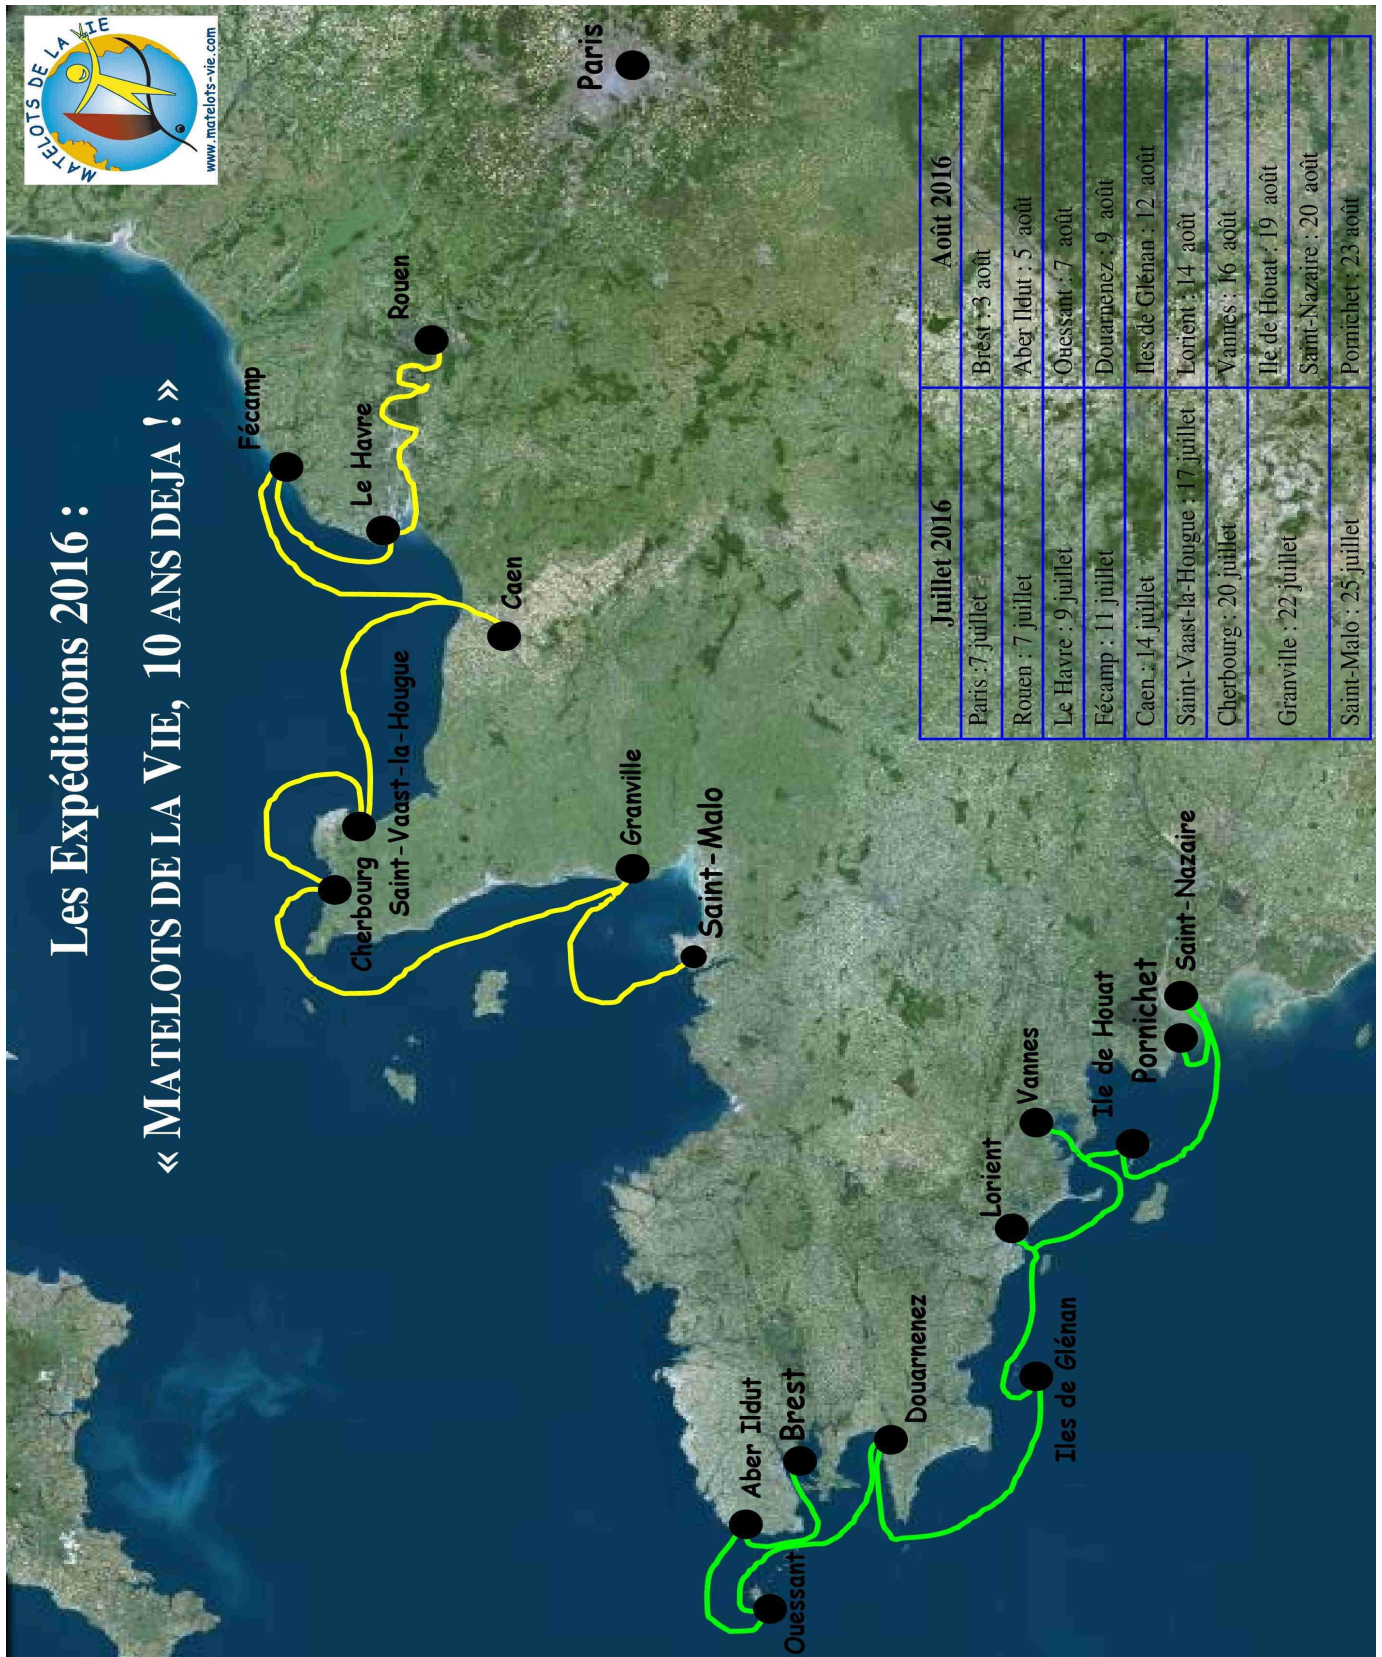 Les Expéditions 2016 :
« MATELOTS DE LA VIE, 10 ANS DEJA ! »
MATELOTS DE LA VIE
www.matelots-vie.com
Paris
Rouen
Fécamp
Le Havre
Caen
Saint-Vaast-la-Hougue
Cherbourg
Granville
Saint-Malo
Saint-Nazaire
Pornichet
Ile de Houat
Vannes
Lorient
Iles de Glénan
Douarnenez
Brest
Aber Ildut
Ouessant
Juillet 2016 Août 2016
Paris :7 juillet Brest : 3 août
Rouen : 7 juillet Aber Ildut : 5 août
Le Havre : 9 juillet Ouessant : 7 août
Fécamp : 11 juillet Douarnenez : 9 août
Caen : 14 juillet Iles de Glénan : 12 août
Saint-Vaast-la-Hougue : 17 juillet Lorient : 14 août
Cherbourg : 20 juillet Vannes : 16 août
Granville : 22 juillet Ile de Houat : 19 août
Saint-Nazaire : 20 août
Saint-Malo : 25 juillet Pornichet : 23 août